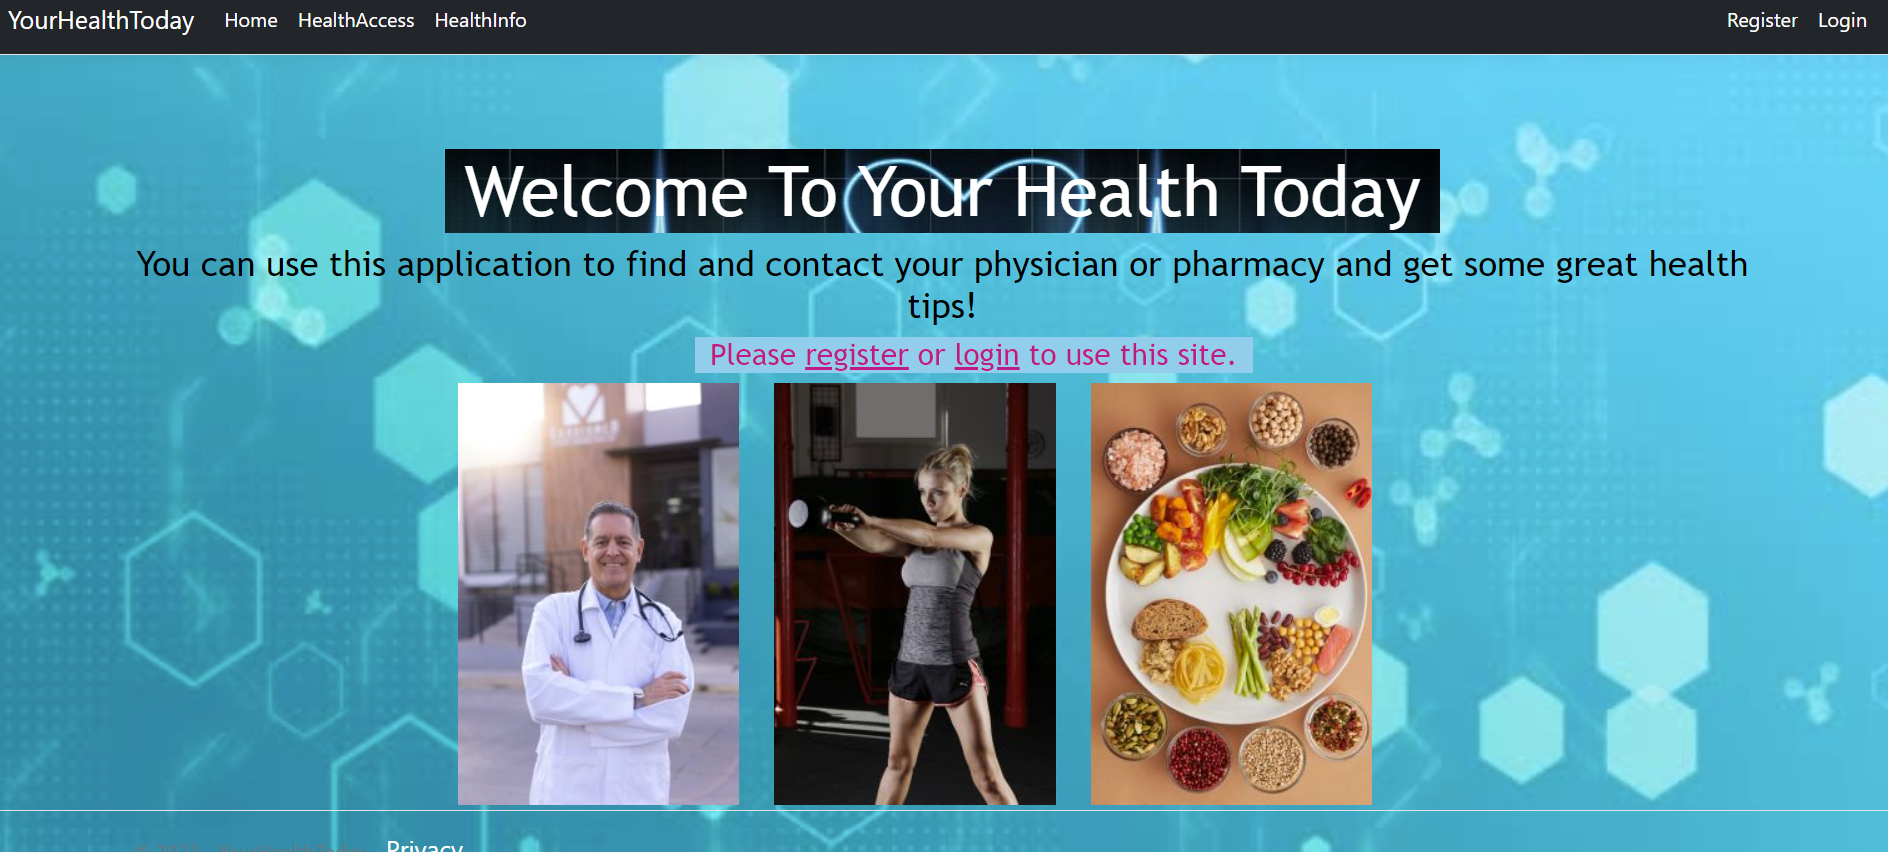 YourHealthToday Home HealthAccess HealthInfo Register Login
Welcome To Your Health Today
You can use this application to find and contact your physician or pharmacy and get some great health
tips!
Please register or login to use this site.
YourHealthToday Privacy